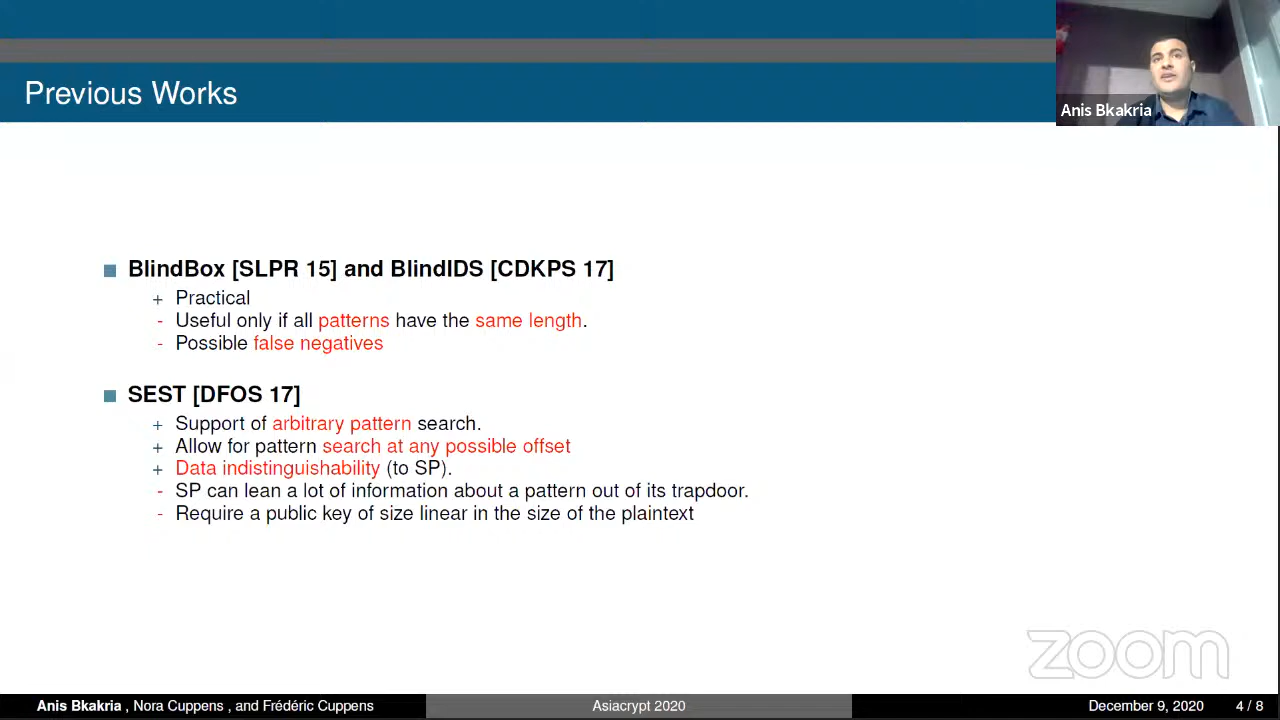 Previous Works
Anis Bkakria
BlindBox [SLPR 15] and BlindIDS [CDKPS 17]
+ Practical
- Useful only if all patterns have the same length.
- Possible false negatives
SEST [DFOS 17]
+ Support of arbitrary pattern search.
+ Allow for pattern search at any possible offset
+ Data indistinguishability (to SP).
- SP can lean a lot of information about a pattern out of its trapdoor.
- Require a public key of size linear in the size of the plaintext
zoom
Anis Bkakria , Nora Cuppens , and Frédéric Cuppens Asiacrypt 2020 December 9, 2020 4 / 8